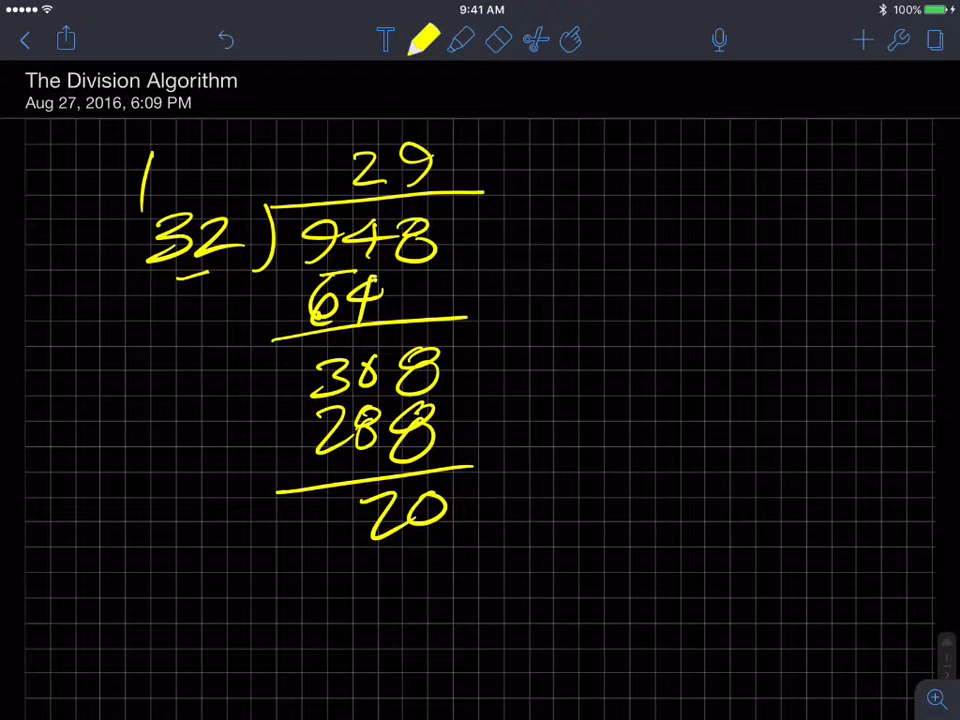 9:41 AM
100%
T
The Division Algorithm
Aug 27, 2016, 6:09 PM
29
1
32 ) 948
64
308
288
20